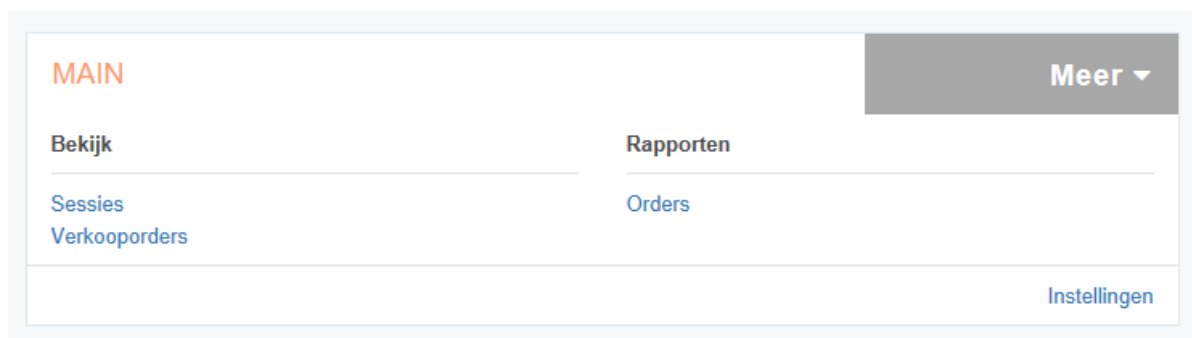 MAIN
Meer
Bekijk
Rapporten
Sessies
Orders
Verkooporders
Instellingen